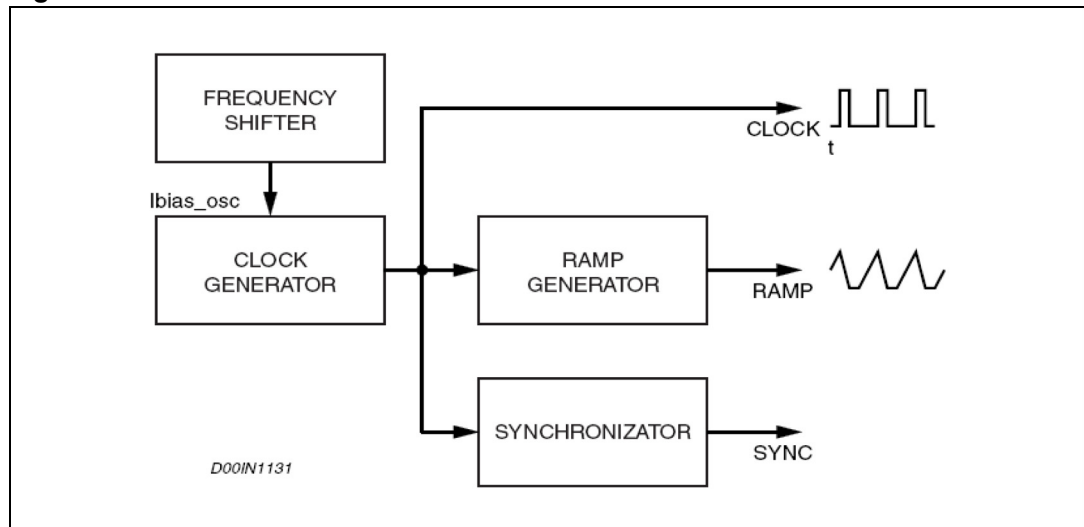 FREQUENCY
SHIFTER
CLOCK
t
Ibias_osc
CLOCK
GENERATOR
RAMP
GENERATOR
RAMP
SYNCHRONIZATOR
SYNC
D00IN1131